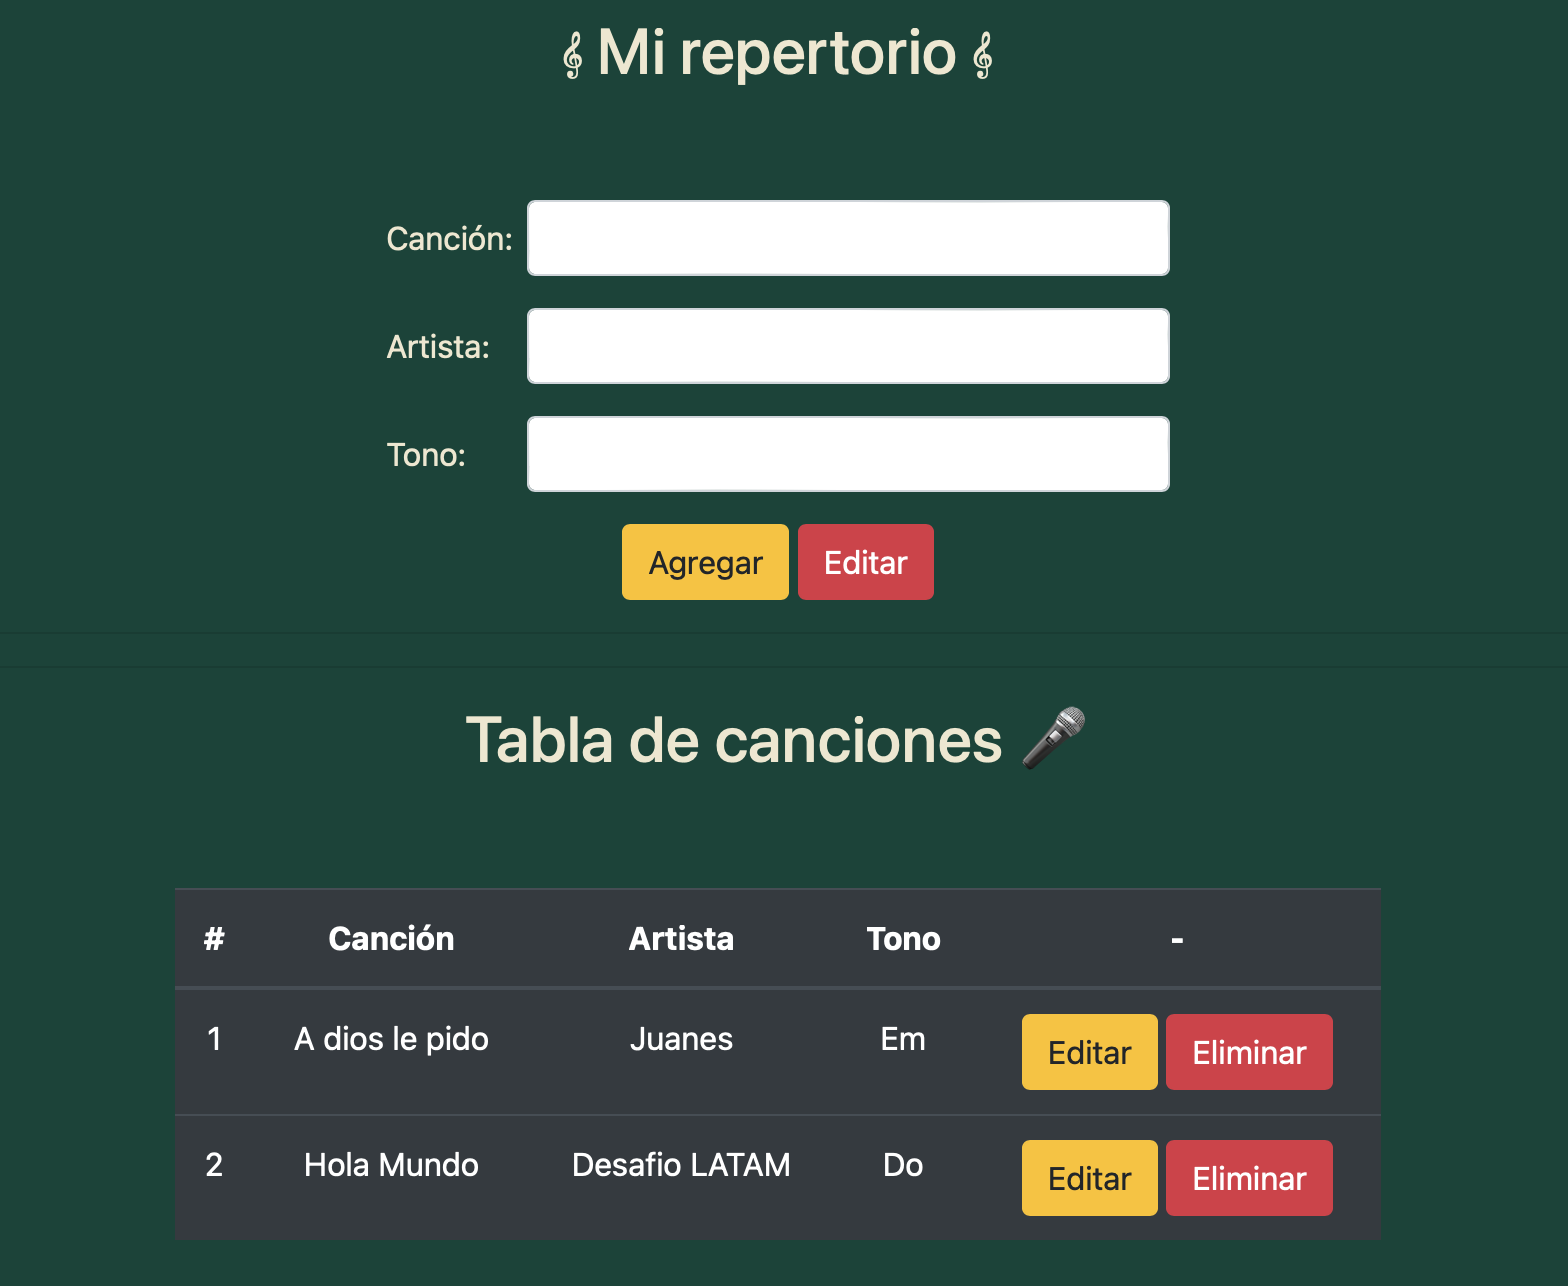 𝄞 Mi repertorio 𝄞
Canción:
Artista:
Tono:
Agregar Editar
Tabla de canciones 🎤
# Canción Artista Tono -
1 A dios le pido Juanes Em Editar Eliminar
2 Hola Mundo Desafio LATAM Do Editar Eliminar